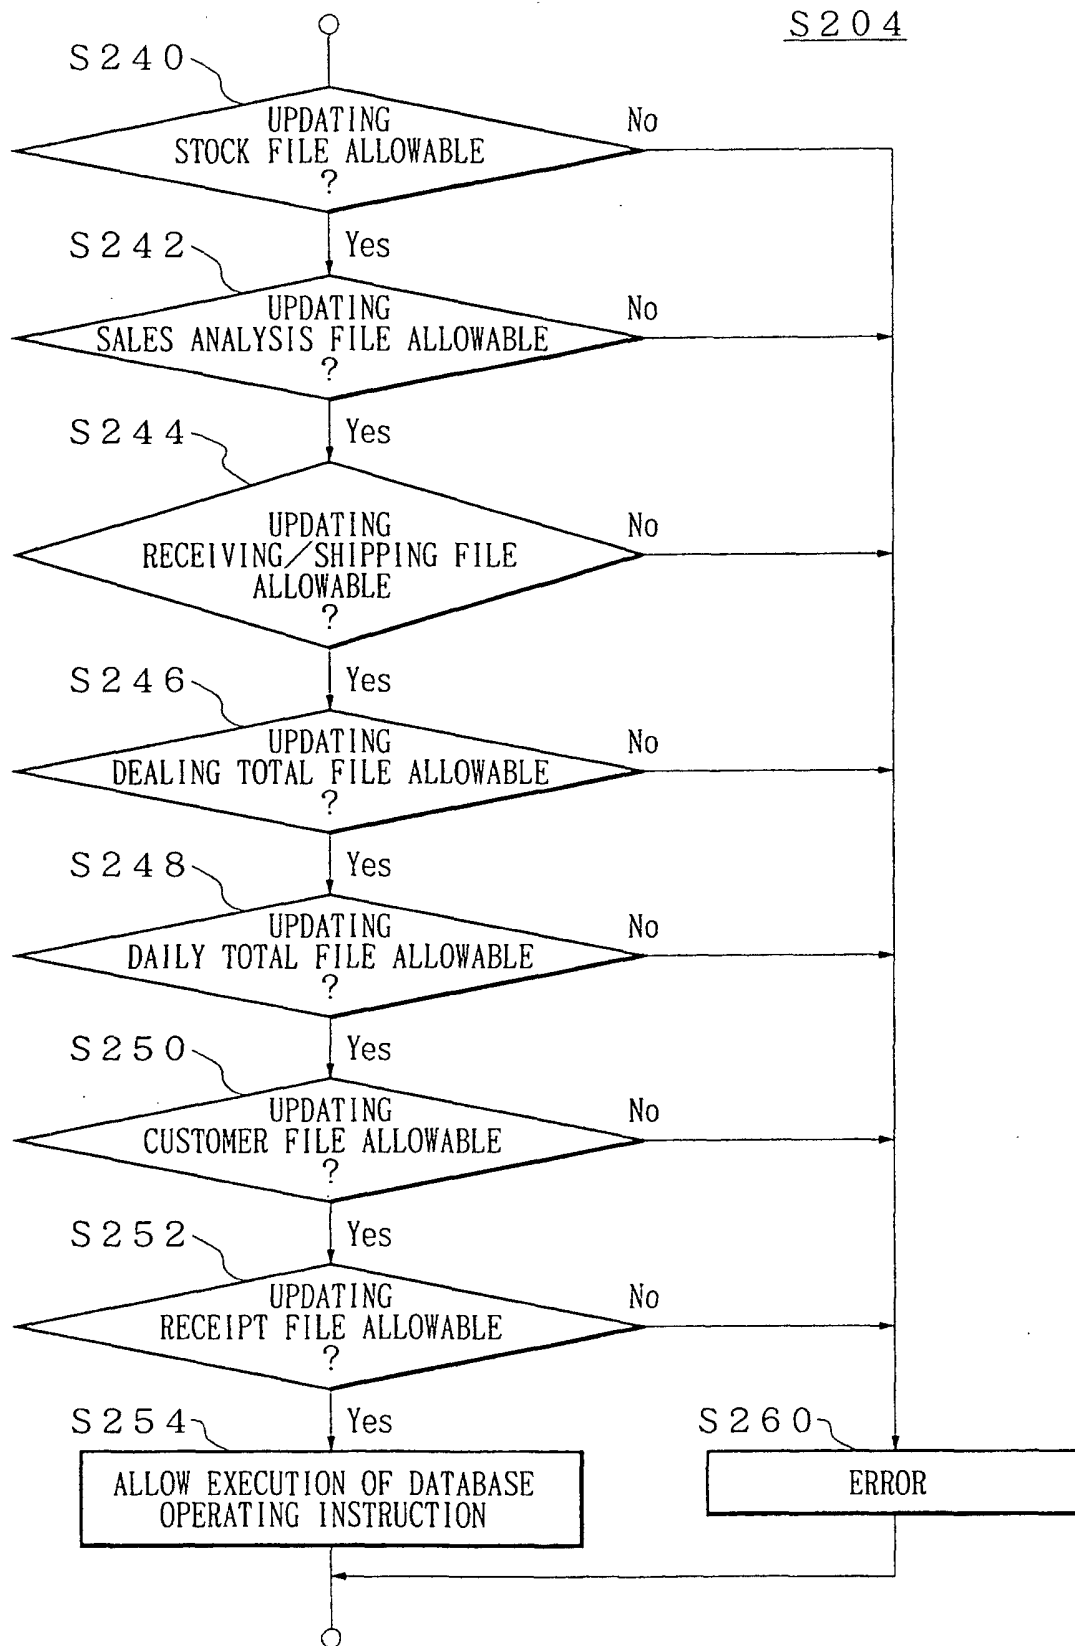 S204
S240
UPDATING
STOCK FILE ALLOWABLE
?
No
Yes
S242
UPDATING
SALES ANALYSIS FILE ALLOWABLE
?
No
Yes
S244
UPDATING
RECEIVING/SHIPPING FILE
ALLOWABLE
?
No
Yes
S246
UPDATING
DEALING TOTAL FILE ALLOWABLE
?
No
Yes
S248
UPDATING
DAILY TOTAL FILE ALLOWABLE
?
No
Yes
S250
UPDATING
CUSTOMER FILE ALLOWABLE
?
No
Yes
S252
UPDATING
RECEIPT FILE ALLOWABLE
?
No
Yes
S254
ALLOW EXECUTION OF DATABASE
OPERATING INSTRUCTION
S260
ERROR